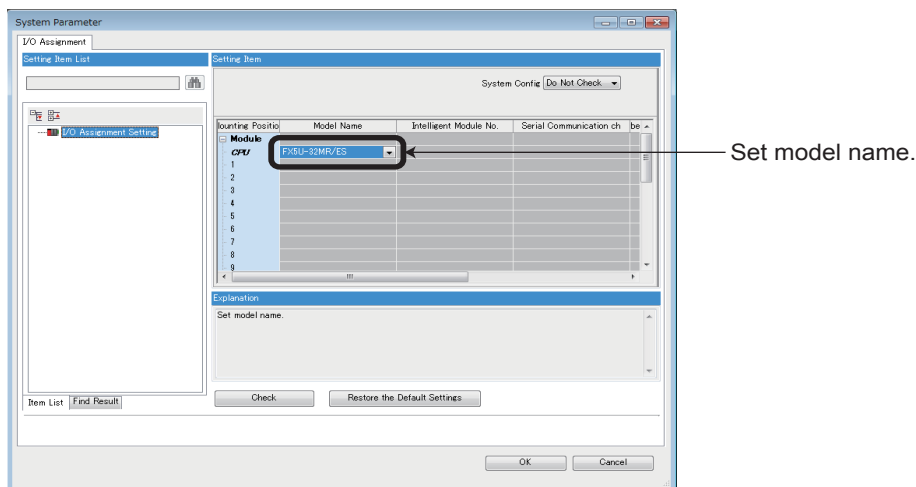 System Parameter
I/O Assignment
Setting Item List
Setting Item
System Config Do Not Check
I/O Assignment Setting
lounting Positio Model Name Intelligent Module No. Serial Communication ch be
Module
CPU FX5U-32MR/ES
1
2
3
4
5
6
7
8
9
Set model name.
Explanation
Set model name.
Item List Find Result
Check Restore the Default Settings
OK Cancel